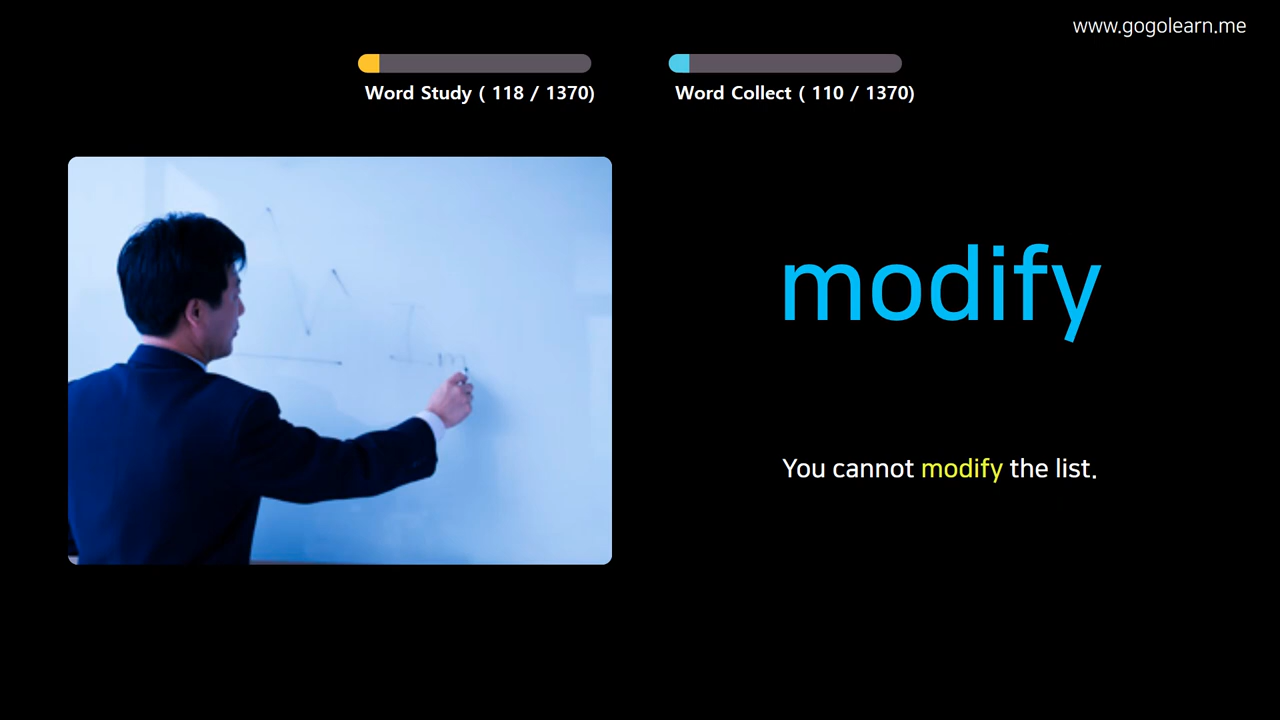 www.gogolearn.me
Word Study ( 118 / 1370)
Word Collect ( 110 / 1370)
modify
You cannot modify the list.